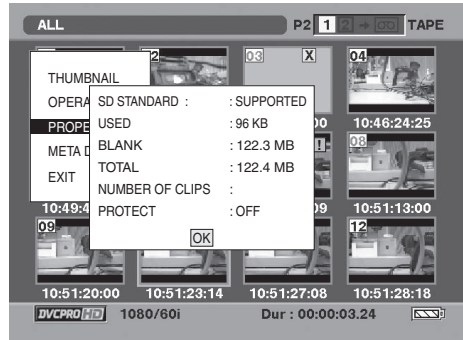 ALL P2 1 2 TAPE
02 03 X 04
THUMBNAIL
OPERA
PROPE
META D
EXIT
SD STANDARD : : SUPPORTED
USED : 96 KB
BLANK : 122.3 MB
TOTAL : 122.4 MB
NUMBER OF CLIPS :
PROTECT : OFF
OK
00 10:46:24:25
! 08
10:49:4 09 10:51:13:00
09 12
10:51:20:00 10:51:23:14 10:51:27:08 10:51:28:18
DVCPRO HD 1080/60i Dur : 00:00:03.24